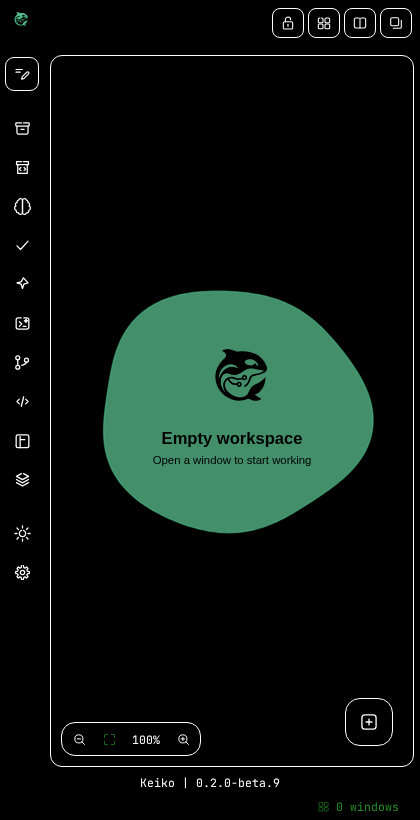 Empty workspace
Open a window to start working
100%
Keiko | 0.2.0-beta.9
0 windows